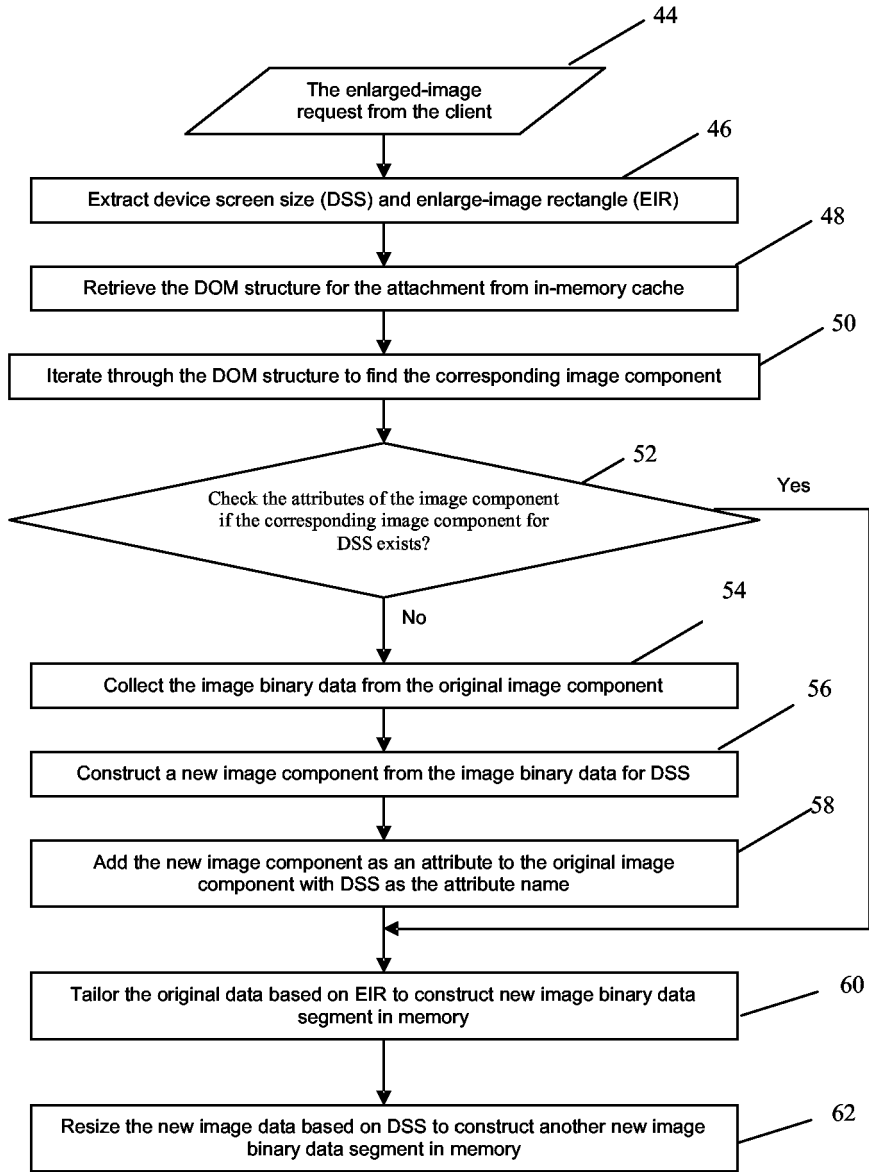 44
The enlarged-image
request from the client
46
Extract device screen size (DSS) and enlarge-image rectangle (EIR)
48
Retrieve the DOM structure for the attachment from in-memory cache
50
Iterate through the DOM structure to find the corresponding image component
52
Check the attributes of the image component
if the corresponding image component for
DSS exists?
Yes
No
54
Collect the image binary data from the original image component
56
Construct a new image component from the image binary data for DSS
58
Add the new image component as an attribute to the original image
component with DSS as the attribute name
Tailor the original data based on EIR to construct new image binary data
segment in memory
60
Resize the new image data based on DSS to construct another new image
binary data segment in memory
62